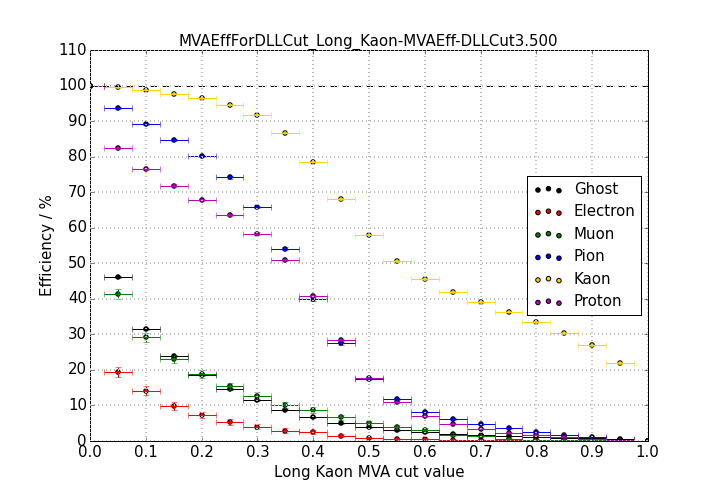 MVAEffForDLLCut_Long_Kaon-MVAEff-DLLCut3.500
110
100
90
80
70
60
50
40
30
20
10
0
Efficiency / %
Ghost
Electron
Muon
Pion
Kaon
Proton
0.0 0.1 0.2 0.3 0.4 0.5 0.6 0.7 0.8 0.9 1.0
Long Kaon MVA cut value